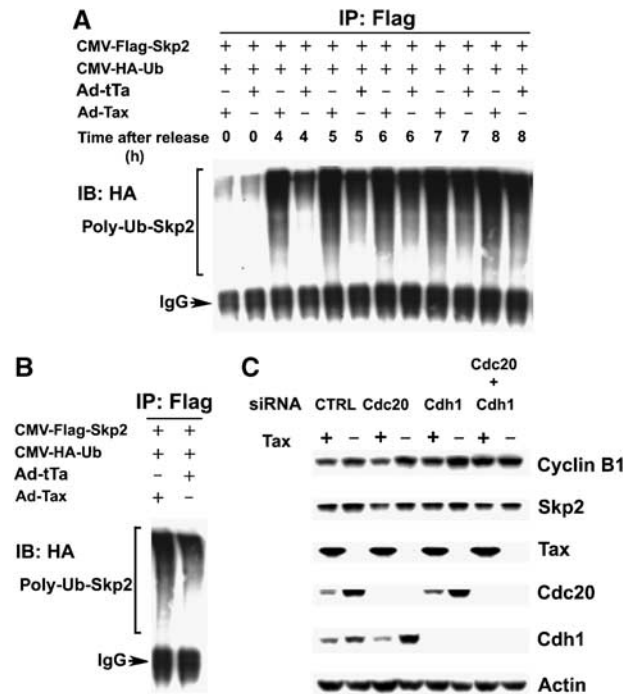 A
IP: Flag
CMV-Flag-Skp2 + + + + + + + + + + + +
CMV-HA-Ub + + + + + + + + + + + +
Ad-tTa – + – + – + – + – + – +
Ad-Tax + – + – + – + – + – + –
Time after release 0 0 4 4 5 5 6 6 7 7 8 8
(h)
IB: HA
Poly-Ub-Skp2
IgG
B
IP: Flag
CMV-Flag-Skp2 + +
CMV-HA-Ub + +
Ad-tTa – +
Ad-Tax + –
IB: HA
Poly-Ub-Skp2
IgG
C
Cdc20
+
siRNA CTRL Cdc20 Cdh1 Cdh1
Tax + – + – + – + –
Cyclin B1
Skp2
Tax
Cdc20
Cdh1
Actin